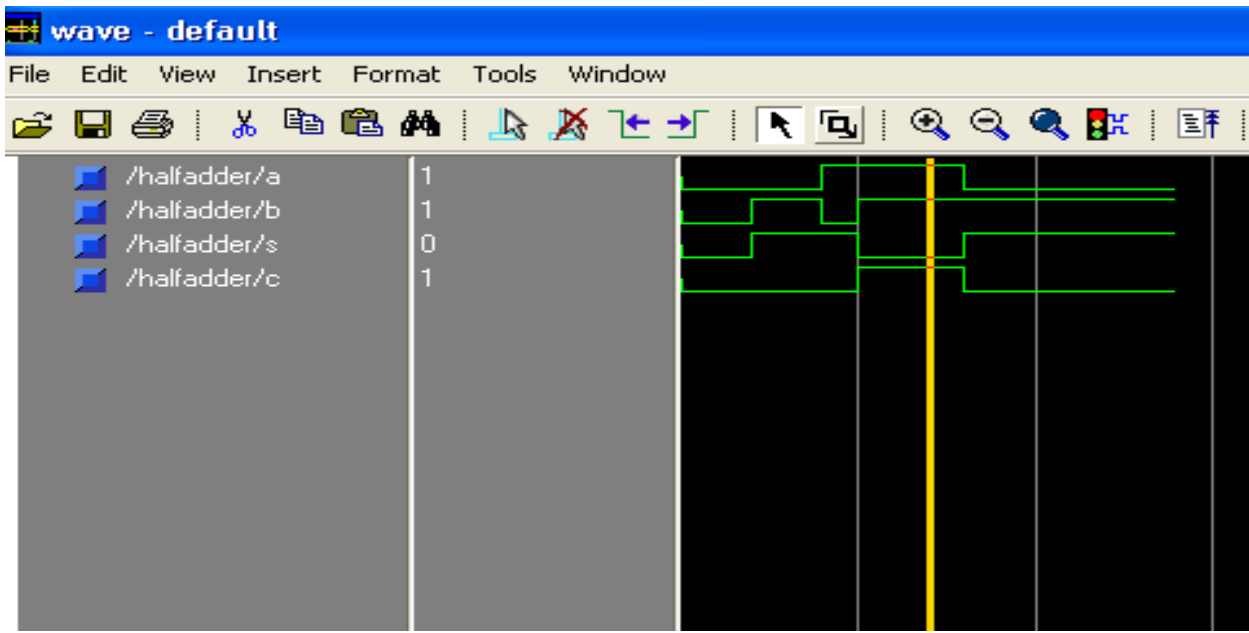 wave - default
File Edit View Insert Format Tools Window
/halfadder/a 1
/halfadder/b 1
/halfadder/s 0
/halfadder/c 1